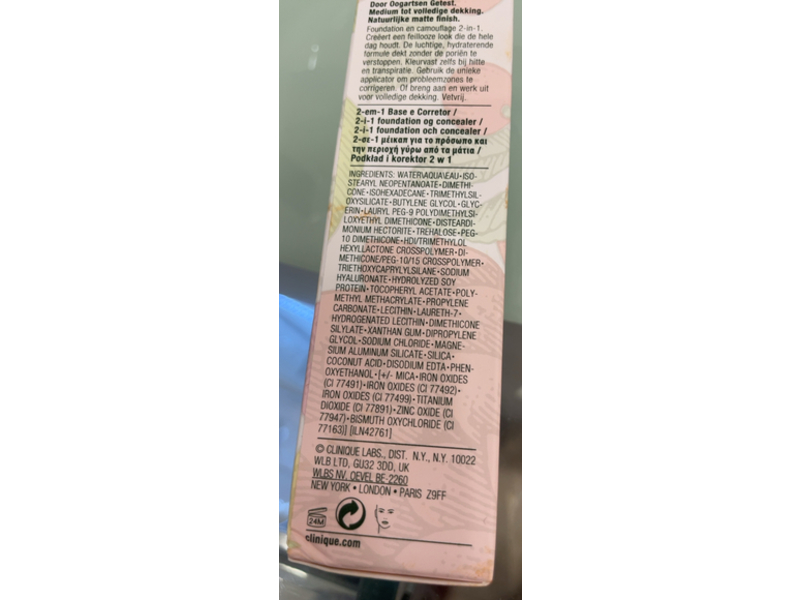 Door Oogartsen Getest.
Medium tot volledige dekking.
Natuurlijke matte finish.
Foundation en camouflage 2-in-1.
Creëert een feilloze look die de hele
dag houdt. De luchtige, hydraterende
formule dekt zonder de poriën te
verstoppen. Kleurvast zelfs bij hitte
en transpiratie. Gebruik de unieke
applicator om probleemzones te
corrigeren. Of breng aan en werk uit
voor volledige dekking. Vetvrij.
2-em-1 Base e Corretor /
2-i-1 foundation og concealer /
2-i-1 foundation och concealer /
2-σε-1 μέικαπ για το πρόσωπο και
την περιοχή γύρω από τα μάτια /
Podkład i korektor 2 w 1
INGREDIENTS: WATER\AQUA\EAU•ISO-
STEARYL NEOPENTANOATE•DIMETHI-
CONE•ISOHEXADECANE•TRIMETHYLSIL-
OXYSILICATE•BUTYLENE GLYCOL•GLYC-
ERIN•LAURYL PEG-9 POLYDIMETHYLSI-
LOXYETHYL DIMETHICONE•DISTEARDI-
MONIUM HECTORITE•TREHALOSE•PEG-
10 DIMETHICONE•HDI/TRIMETHYLOL
HEXYLLACTONE CROSSPOLYMER•DI-
METHICONE/PEG-10/15 CROSSPOLYMER•
TRIETHOXYCAPRYLYLSILANE•SODIUM
HYALURONATE•HYDROLYZED SOY
PROTEIN•TOCOPHERYL ACETATE•POLY-
METHYL METHACRYLATE•PROPYLENE
CARBONATE•LECITHIN•LAURETH-7•
HYDROGENATED LECITHIN•DIMETHICONE
SILYLATE•XANTHAN GUM•DIPROPYLENE
GLYCOL•SODIUM CHLORIDE•MAGNE-
SIUM ALUMINUM SILICATE•SILICA•
COCONUT ACID•DISODIUM EDTA•PHEN-
OXYETHANOL•[+/- MICA•IRON OXIDES
(CI 77491)•IRON OXIDES (CI 77492)•
IRON OXIDES (CI 77499)•TITANIUM
DIOXIDE (CI 77891)•ZINC OXIDE (CI
77947)•BISMUTH OXYCHLORIDE (CI
77163)] [ILN42761]
© CLINIQUE LABS., DIST. N.Y., N.Y. 10022
WLB LTD, GU32 3DD, UK
WLBS NV. OEVEL BE-2260
NEW YORK • LONDON • PARIS Z9FF
24M
clinique.com